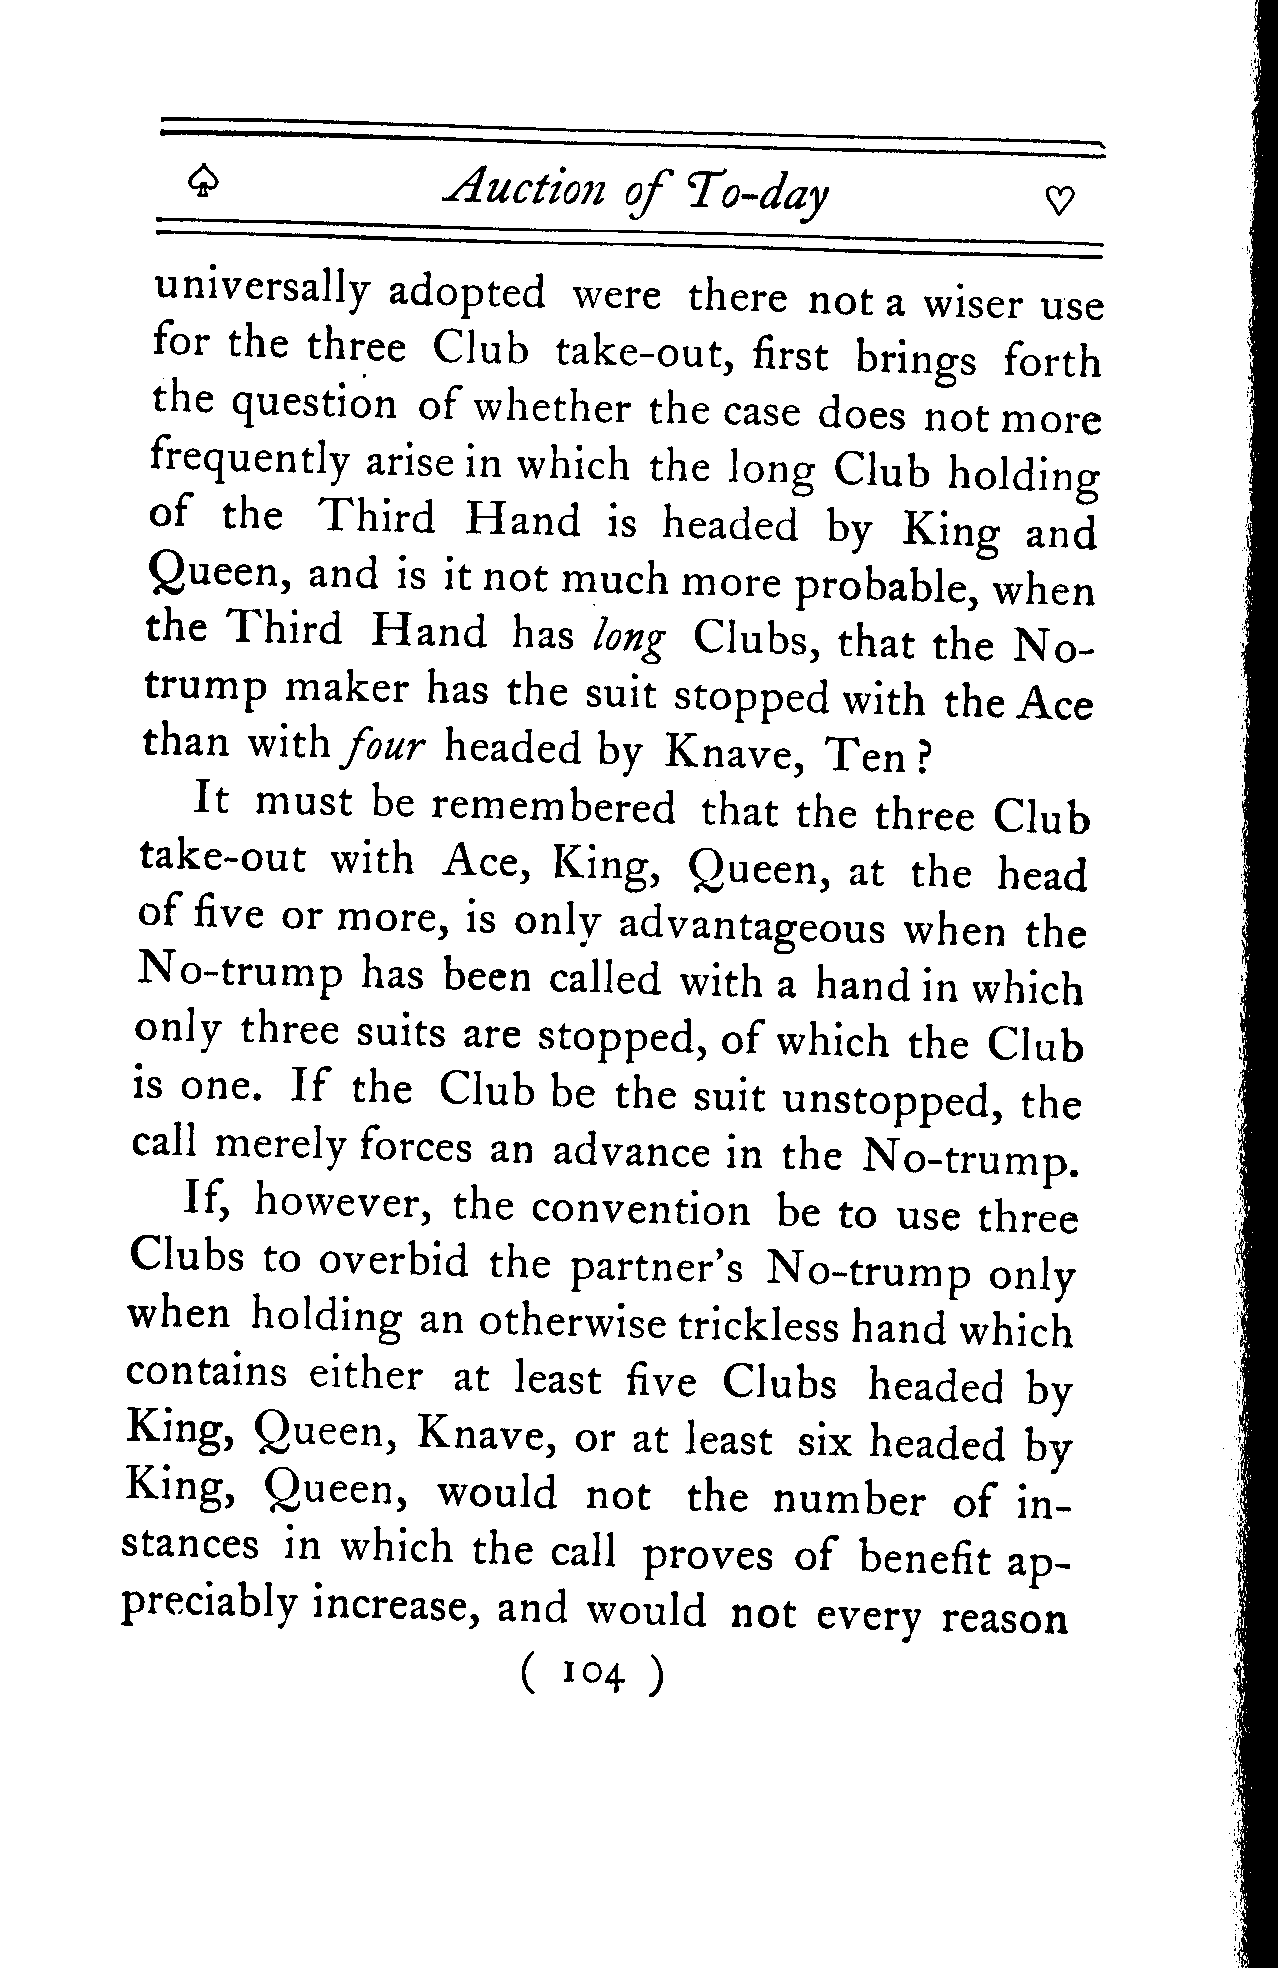 ♤ Auction of To-day ♡
universally adopted were there not a wiser use
for the three Club take-out, first brings forth
the question of whether the case does not more
frequently arise in which the long Club holding
of the Third Hand is headed by King and
Queen, and is it not much more probable, when
the Third Hand has long Clubs, that the No-
trump maker has the suit stopped with the Ace
than with four headed by Knave, Ten ?
It must be remembered that the three Club
take-out with Ace, King, Queen, at the head
of five or more, is only advantageous when the
No-trump has been called with a hand in which
only three suits are stopped, of which the Club
is one. If the Club be the suit unstopped, the
call merely forces an advance in the No-trump.
If, however, the convention be to use three
Clubs to overbid the partner's No-trump only
when holding an otherwise trickless hand which
contains either at least five Clubs headed by
King, Queen, Knave, or at least six headed by
King, Queen, would not the number of in-
stances in which the call proves of benefit ap-
preciably increase, and would not every reason
( 104 )